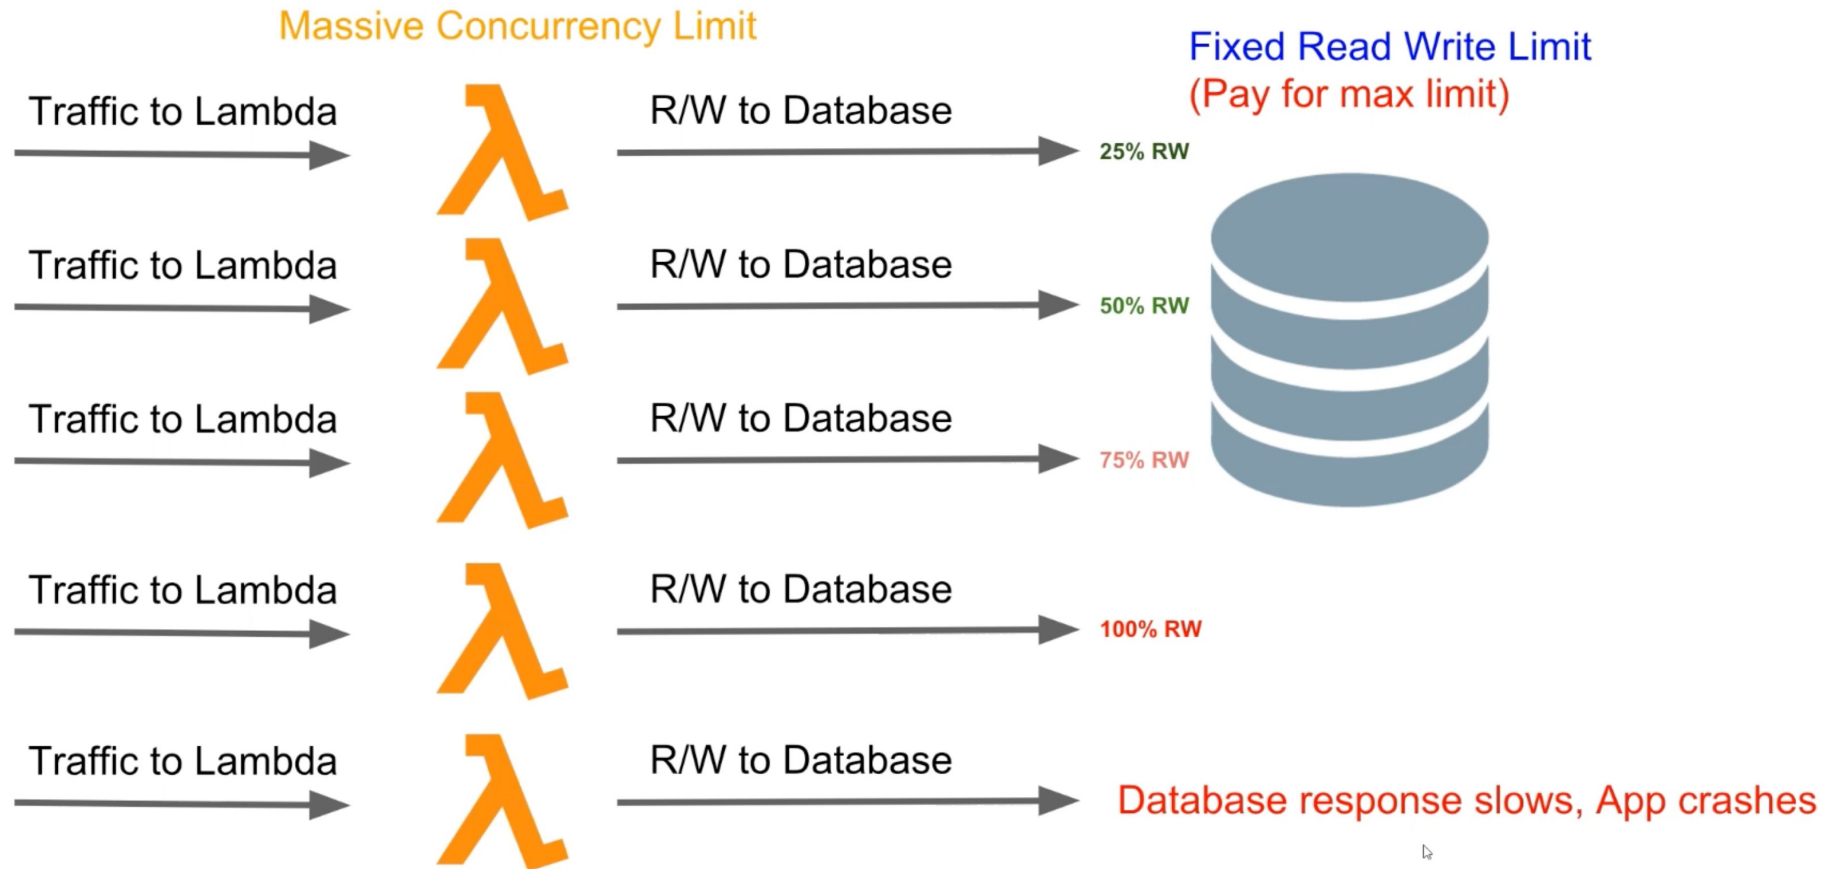 Massive Concurrency Limit
Fixed Read Write Limit
(Pay for max limit)
Traffic to Lambda
R/W to Database
25% RW
Traffic to Lambda
R/W to Database
50% RW
Traffic to Lambda
R/W to Database
75% RW
Traffic to Lambda
R/W to Database
100% RW
Traffic to Lambda
R/W to Database
Database response slows, App crashes